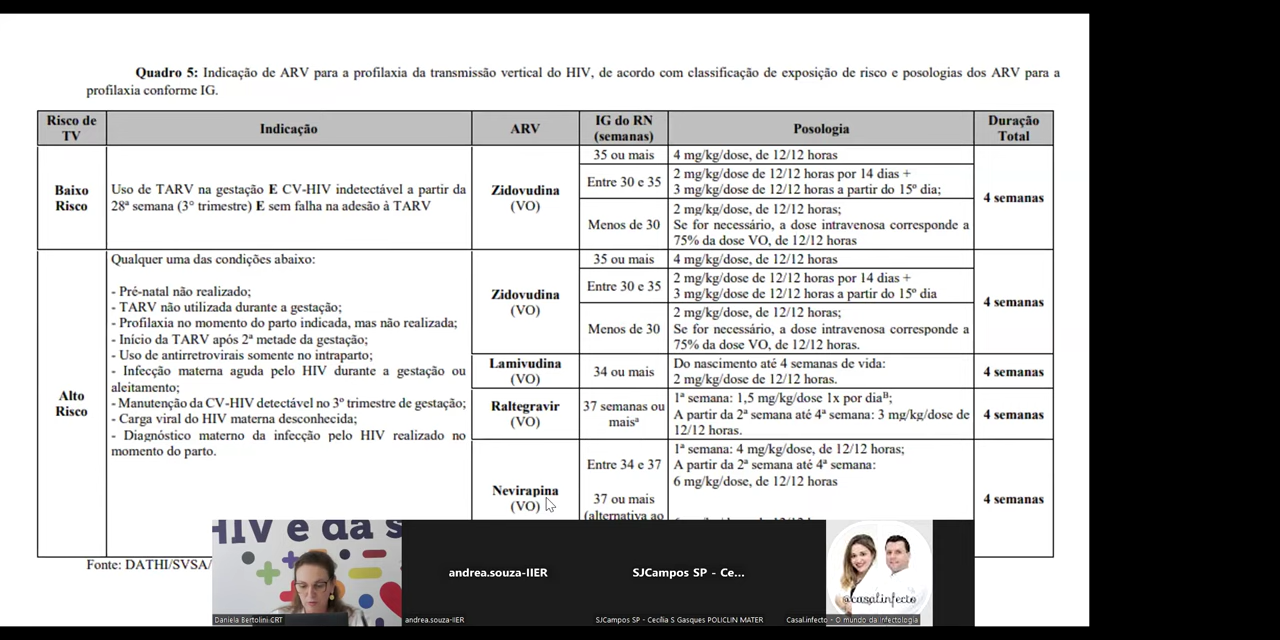 Quadro 5: Indicação de ARV para a profilaxia da transmissão vertical do HIV, de acordo com classificação de exposição de risco e posologias dos ARV para a
profilaxia conforme IG.
Risco de
TV
Indicação
ARV
IG do RN
(semanas)
Posologia
Duração
Total
Baixo
Risco
Uso de TARV na gestação E CV-HIV indetectável a partir da
28ª semana (3° trimestre) E sem falha na adesão à TARV
Zidovudina
(VO)
35 ou mais
4 mg/kg/dose, de 12/12 horas
Entre 30 e 35
2 mg/kg/dose de 12/12 horas por 14 dias +
3 mg/kg/dose de 12/12 horas a partir do 15º dia;
Menos de 30
2 mg/kg/dose, de 12/12 horas;
Se for necessário, a dose intravenosa corresponde a
75% da dose VO, de 12/12 horas
4 semanas
Alto
Risco
Qualquer uma das condições abaixo:
- Pré-natal não realizado;
- TARV não utilizada durante a gestação;
- Profilaxia no momento do parto indicada, mas não realizada;
- Início da TARV após 2ª metade da gestação;
- Uso de antirretrovirais somente no intraparto;
- Infecção materna aguda pelo HIV durante a gestação ou
aleitamento;
- Manutenção da CV-HIV detectável no 3º trimestre de gestação;
- Carga viral do HIV materna desconhecida;
- Diagnóstico materno da infecção pelo HIV realizado no
momento do parto.
Zidovudina
(VO)
35 ou mais
4 mg/kg/dose, de 12/12 horas
Entre 30 e 35
2 mg/kg/dose de 12/12 horas por 14 dias +
3 mg/kg/dose de 12/12 horas a partir do 15º dia
Menos de 30
2 mg/kg/dose, de 12/12 horas;
Se for necessário, a dose intravenosa corresponde a
75% da dose VO, de 12/12 horas.
4 semanas
Lamivudina
(VO)
34 ou mais
Do nascimento até 4 semanas de vida:
2 mg/kg/dose de 12/12 horas.
4 semanas
Raltegravir
(VO)
37 semanas ou
maisª
1ª semana: 1,5 mg/kg/dose 1x por diaᴮ;
A partir da 2ª semana até 4ª semana: 3 mg/kg/dose de
12/12 horas.
4 semanas
Nevirapina
(VO)
Entre 34 e 37
1ª semana: 4 mg/kg/dose, de 12/12 horas;
A partir da 2ª semana até 4ª semana:
6 mg/kg/dose, de 12/12 horas
37 ou mais
(alternativa ao
4 semanas
Fonte: DATHI/SVSA/
HIV e da s
Daniela Bertolini CRT
andrea.souza-IIER
andrea.souza-IIER
SJCampos SP - Ce...
SJCampos SP - Cecília S Gasques POLICLIN MATER
@casal.infecto
Casal.infecto - O mundo da Infectologia